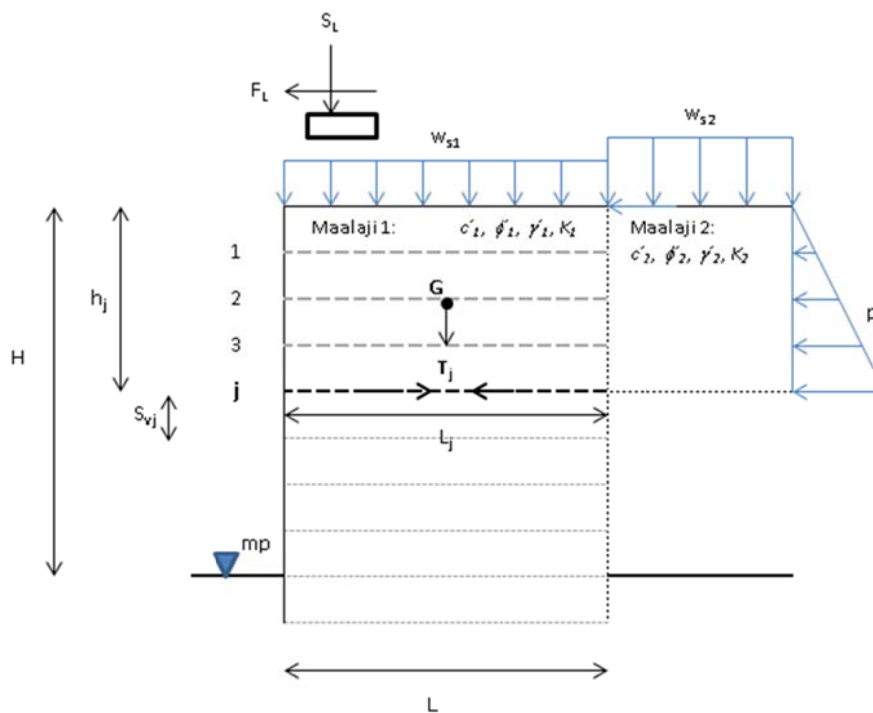 S_L
F_L
w_s1
w_s2
Maalaji 1: c'₁, ϕ'₁, γ'₁, K₁
Maalaji 2:
c'₂, ϕ'₂, γ'₂, K₂
1
2
3
j
G
h_j
H
p
T_j
S_vj
L_j
mp
L